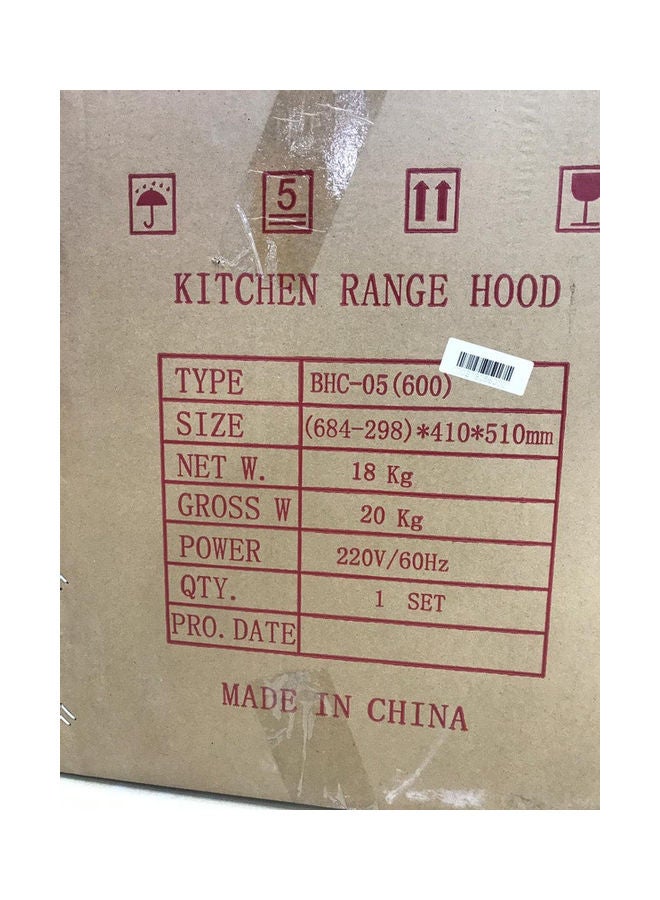 5
KITCHEN RANGE HOOD
TYPE BHC-05(600)
SIZE (684-298)*410*510mm
NET W. 18 Kg
GROSS W 20 Kg
POWER 220V/60Hz
QTY. 1 SET
PRO.DATE
MADE IN CHINA